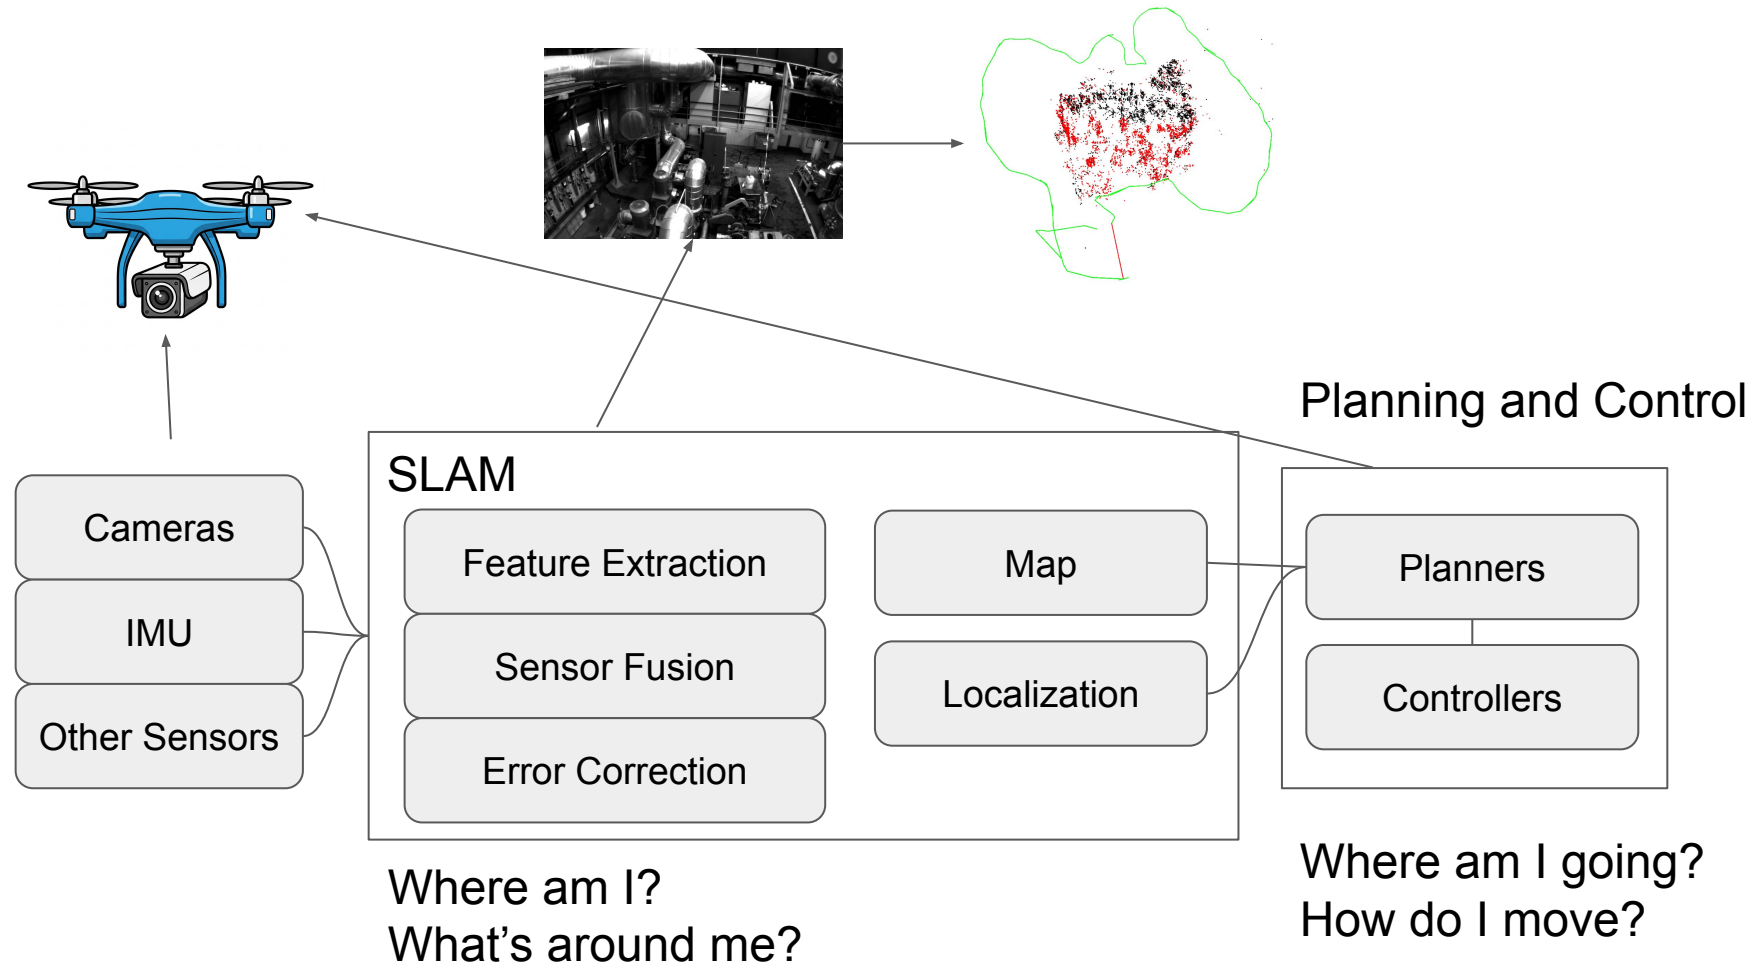 Planning and Control
SLAM
Cameras
IMU
Other Sensors
Feature Extraction
Sensor Fusion
Error Correction
Map
Localization
Planners
Controllers
Where am I?
What's around me?
Where am I going?
How do I move?